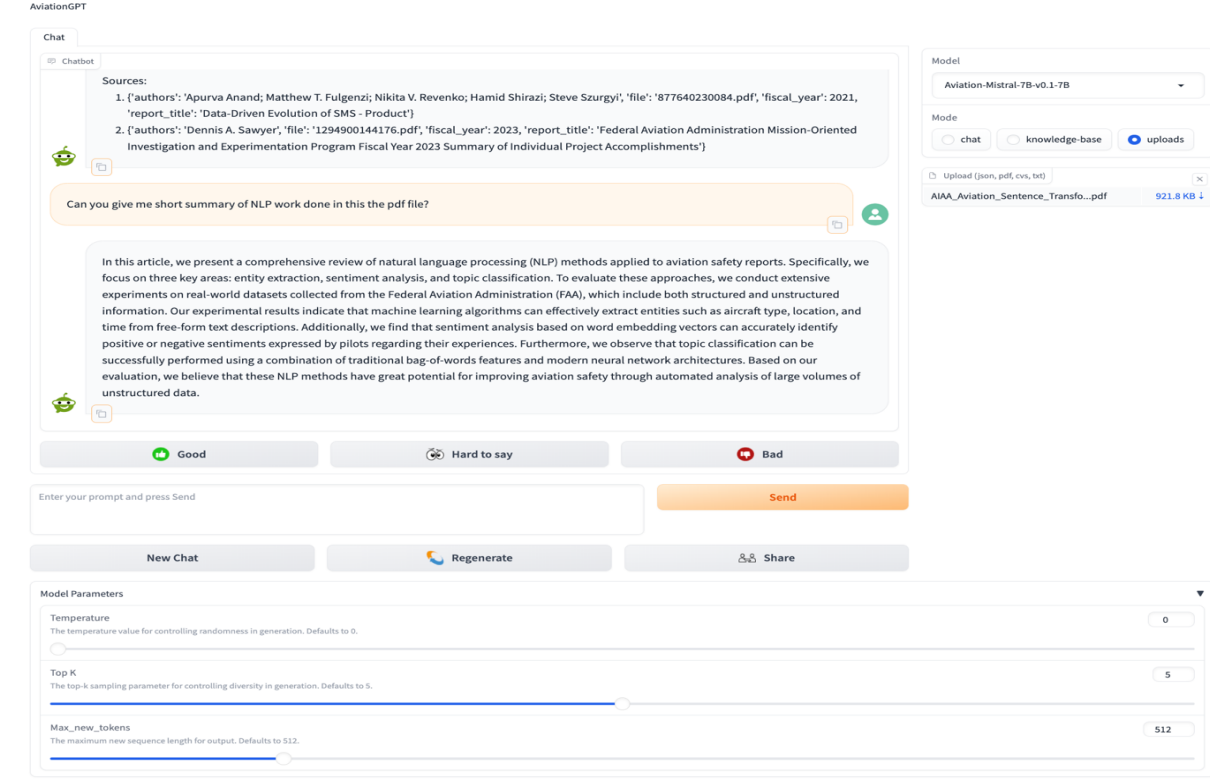 AviationGPT
Chat
Chatbot
Sources:
1. {'authors': 'Apurva Anand; Matthew T. Fulgenzi; Nikita V. Revenko; Hamid Shirazi; Steve Szurgyi', 'file': '877640230084.pdf', 'fiscal_year': 2021,
'report_title': 'Data-Driven Evolution of SMS - Product'}
2. {'authors': 'Dennis A. Sawyer', 'file': '1294900144176.pdf', 'fiscal_year': 2023, 'report_title': 'Federal Aviation Administration Mission-Oriented
Investigation and Experimentation Program Fiscal Year 2023 Summary of Individual Project Accomplishments'}
Can you give me short summary of NLP work done in this the pdf file?
In this article, we present a comprehensive review of natural language processing (NLP) methods applied to aviation safety reports. Specifically, we
focus on three key areas: entity extraction, sentiment analysis, and topic classification. To evaluate these approaches, we conduct extensive
experiments on real-world datasets collected from the Federal Aviation Administration (FAA), which include both structured and unstructured
information. Our experimental results indicate that machine learning algorithms can effectively extract entities such as aircraft type, location, and
time from free-form text descriptions. Additionally, we find that sentiment analysis based on word embedding vectors can accurately identify
positive or negative sentiments expressed by pilots regarding their experiences. Furthermore, we observe that topic classification can be
successfully performed using a combination of traditional bag-of-words features and modern neural network architectures. Based on our
evaluation, we believe that these NLP methods have great potential for improving aviation safety through automated analysis of large volumes of
unstructured data.
Good
Hard to say
Bad
Enter your prompt and press Send
Send
New Chat
Regenerate
Share
Model
Aviation-Mistral-7B-v0.1-7B
Mode
chat
knowledge-base
uploads
Upload (json, pdf, cvs, txt)
AIAA_Aviation_Sentence_Transfo...pdf 921.8 KB ↓
Model Parameters
Temperature
The temperature value for controlling randomness in generation. Defaults to 0.
0
Top K
The top-k sampling parameter for controlling diversity in generation. Defaults to 5.
5
Max_new_tokens
The maximum new sequence length for output. Defaults to 512.
512